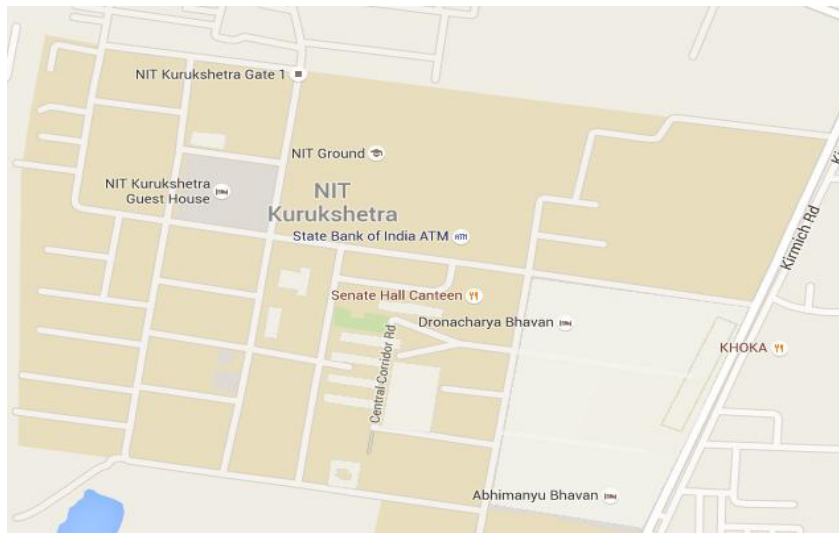 NIT Kurukshetra Gate 1
NIT Ground
NIT Kurukshetra
Guest House
NIT
Kurukshetra
State Bank of India ATM
ATM
Senate Hall Canteen
Dronacharya Bhavan
Central Corridor Rd
KHOKA
Kirmich Rd
Abhimanyu Bhavan